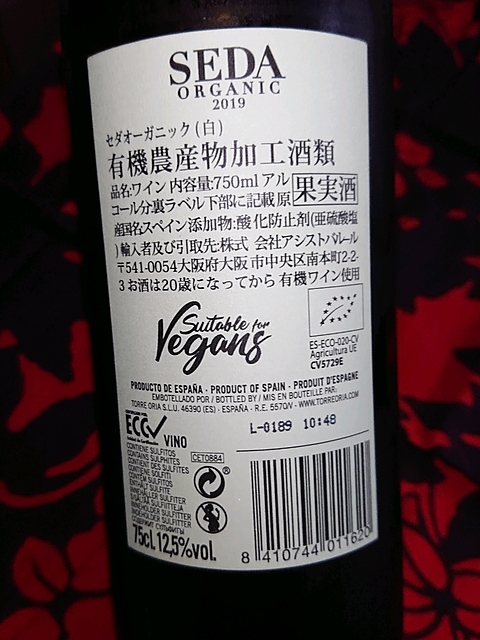 SEDA
ORGANIC
2019
セダオーガニック(白)
有機農産物加工酒類
品名:ワイン 内容量:750ml アル
コール分裏ラベル下部に記載 原
果実酒
産国名スペイン 添加物:酸化防止剤(亜硫酸塩
)輸入者及び引取先:株式 会社アシストバルール
〒541-0054大阪府大阪 市中央区南本町2-2-
3 お酒は20歳になってから 有機ワイン使用
Suitable for
Vegans
ES-ECO-020-CV
Agricultura UE
CV5729E
PRODUCTO DE ESPAÑA · PRODUCT OF SPAIN · PRODUIT D'ESPAGNE
EMBOTELLADO POR / BOTTLED BY / MIS EN BOUTEILLE PAR:
TORRE ORIA S.L.U. 46390 (ES) - ESPAÑA - R.E. 5570/V - WWW.TORREORIA.COM
L-0189 10:48
VINO
CET0884
CONTIENE SULFITOS
CONTAINS SULPHITES
CONTIENT DES SULFITES
75cl. 12,5%vol.
8 410744 011620